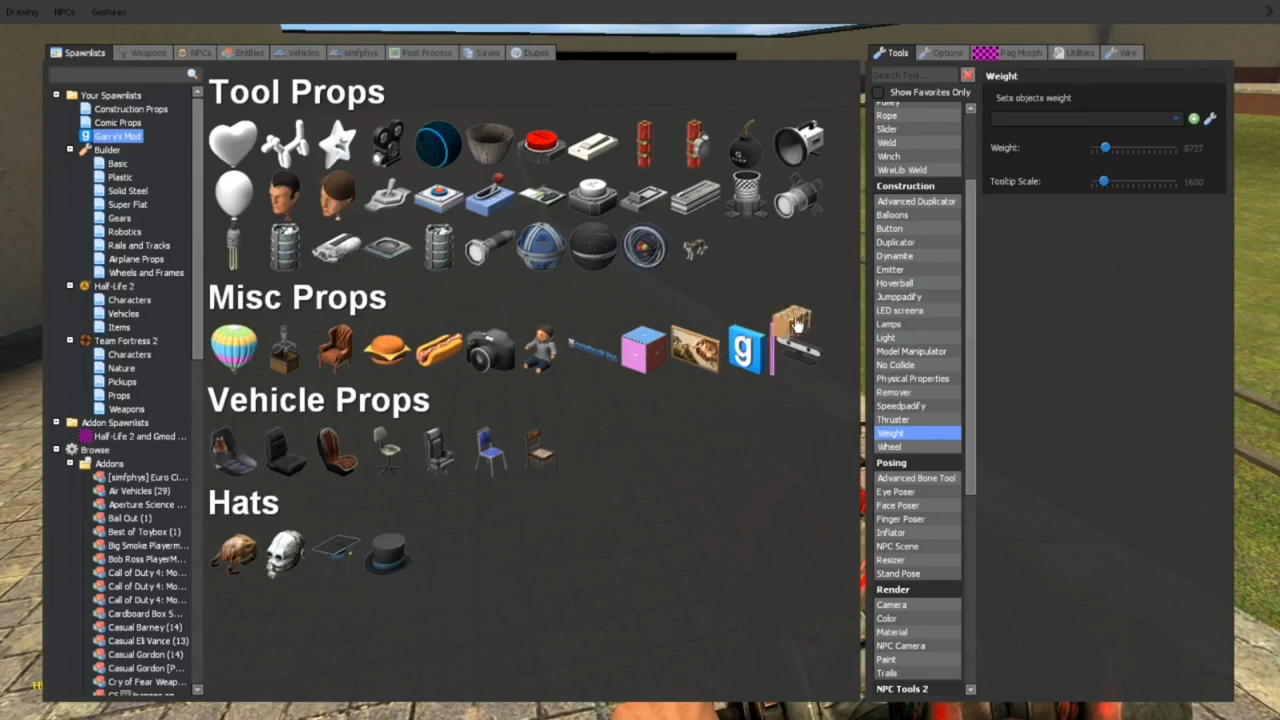 Drawing NPCs Gestures
Spawnlists Weapons NPCs Entities Vehicles simfphys Post Process Saves Dupes
Your Spawnlists
Construction Props
Comic Props
Garry's Mod
Builder
Basic
Plastic
Solid Steel
Super Flat
Gears
Robotics
Rails and Tracks
Airplane Props
Wheels and Frames
Half-Life 2
Characters
Vehicles
Items
Team Fortress 2
Characters
Nature
Pickups
Props
Weapons
Addon Spawnlists
Half-Life 2 and Gmod ...
Browse
Addons
[simfphys] Euro Ci...
Air Vehicles (29)
Aperture Science ...
Bail Out (1)
Best of Toybox (1)
Big Smoke Playerm...
Bob Ross PlayerM...
Call of Duty 4: Mo...
Call of Duty 4: Mo...
Call of Duty 4: Mo...
Cardboard Box S...
Casual Barney (14)
Casual Eli Vance (13)
Casual Gordon (14)
Casual Gordon [P...
Cry of Fear Weap...
Tool Props
Misc Props
g
Vehicle Props
Hats
Tools Options Rag Morph Utilities Wire
Search Tool...
Show Favorites Only
Pulley
Rope
Slider
Weld
Winch
WireLib Weld
Construction
Advanced Duplicator
Balloons
Button
Duplicator
Dynamite
Emitter
Hoverball
Jumppadify
LED screens
Lamps
Light
Model Manipulator
No Collide
Physical Properties
Remover
Speedpadify
Thruster
Weight
Wheel
Posing
Advanced Bone Tool
Eye Poser
Face Poser
Finger Poser
Inflator
NPC Scene
Resizer
Stand Pose
Render
Camera
Color
Material
NPC Camera
Paint
Trails
NPC Tools 2
Weight
Sets objects weight
Weight: 8727
Tooltip Scale: 1600